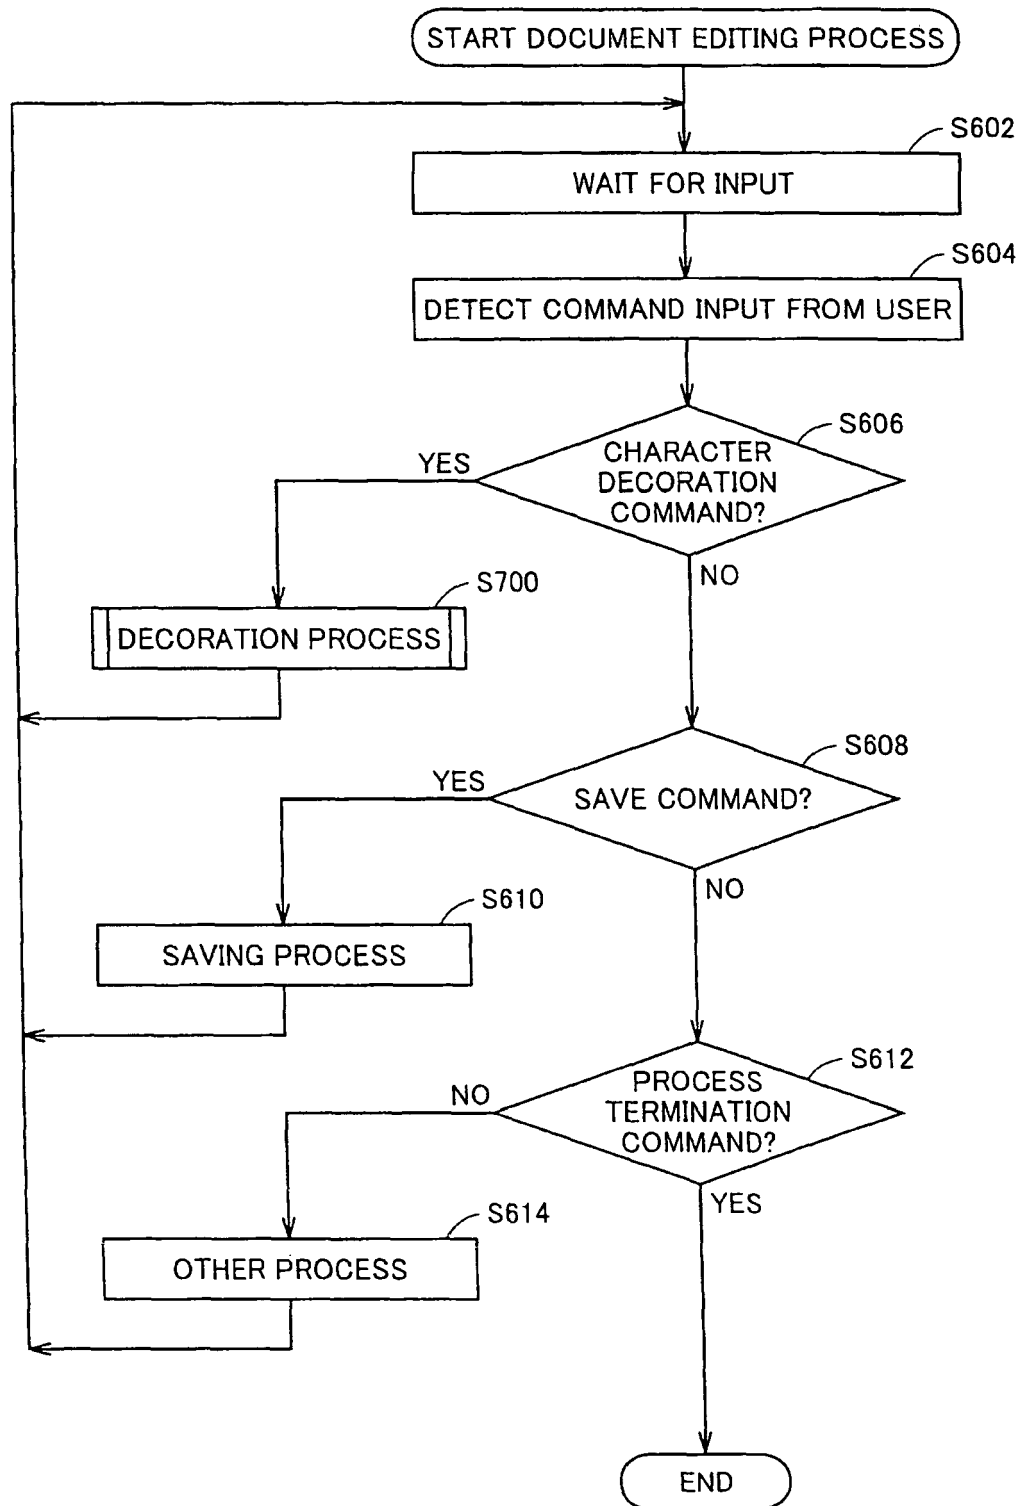 START DOCUMENT EDITING PROCESS
S602
WAIT FOR INPUT
S604
DETECT COMMAND INPUT FROM USER
S606
CHARACTER
DECORATION
COMMAND?
YES
NO
S700
DECORATION PROCESS
S608
SAVE COMMAND?
YES
NO
S610
SAVING PROCESS
S612
PROCESS
TERMINATION
COMMAND?
NO
YES
S614
OTHER PROCESS
END